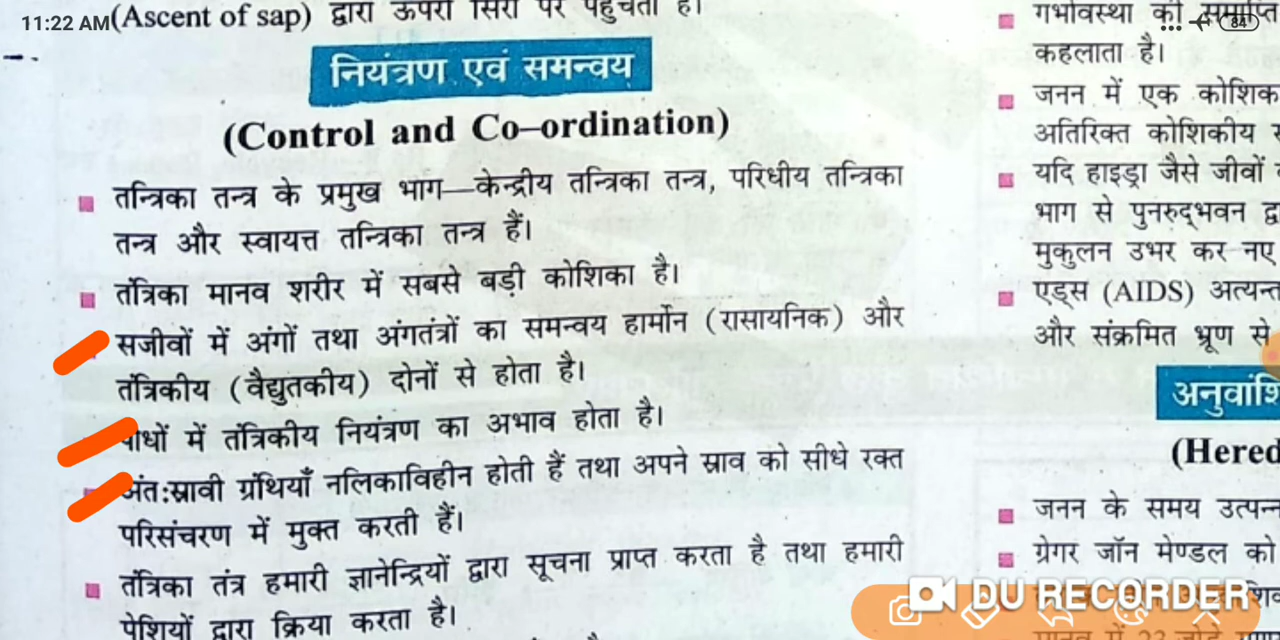 11:22 AM
84
(Ascent of sap) द्वारा ऊपरी सिरों पर पहुँचता है।
नियंत्रण एवं समन्वय
(Control and Co–ordination)
तन्त्रिका तन्त्र के प्रमुख भाग—केन्द्रीय तन्त्रिका तन्त्र, परिधीय तन्त्रिका
तन्त्र और स्वायत्त तन्त्रिका तन्त्र हैं।
तंत्रिका मानव शरीर में सबसे बड़ी कोशिका है।
सजीवों में अंगों तथा अंगतंत्रों का समन्वय हार्मोन (रासायनिक) और
तंत्रिकीय (वैद्युतकीय) दोनों से होता है।
पौधों में तंत्रिकीय नियंत्रण का अभाव होता है।
अंतःस्रावी ग्रंथियाँ नलिकाविहीन होती हैं तथा अपने स्राव को सीधे रक्त
परिसंचरण में मुक्त करती हैं।
तंत्रिका तंत्र हमारी ज्ञानेन्द्रियों द्वारा सूचना प्राप्त करता है तथा हमारी
पेशियों द्वारा क्रिया करता है।
गर्भावस्था की समाप्ति
कहलाता है।
जनन में एक कोशिक
अतिरिक्त कोशिकीय
यदि हाइड्रा जैसे जीवों
भाग से पुनरुद्भवन द्व
मुकुलन उभर कर नए
एड्स (AIDS) अत्यन्त
और संक्रमित भ्रूण से
अनुवांशि
(Hered
जनन के समय उत्पन्न
ग्रेगर जॉन मेण्डल को
DU RECORDER